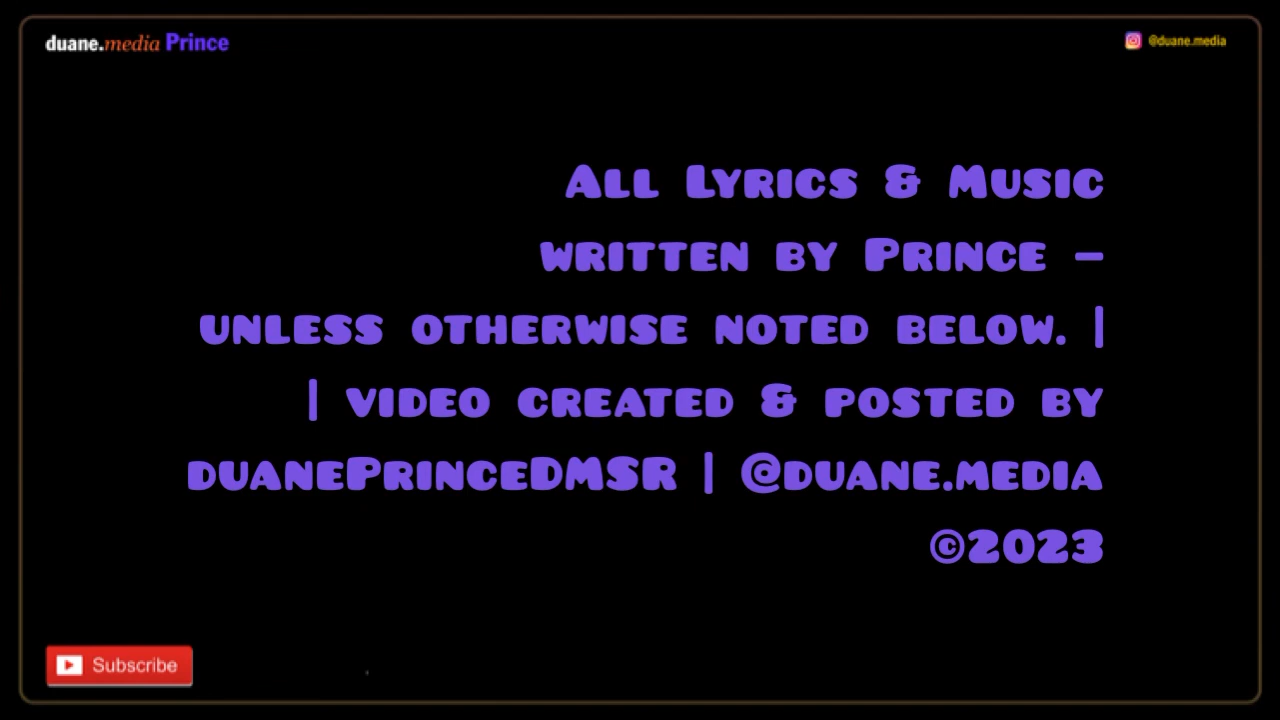 duane.media Prince
@duane.media
All Lyrics & Music
written by Prince –
unless otherwise noted below. |
| video created & posted by
duanePrinceDMSR | @duane.media
©2023
Subscribe